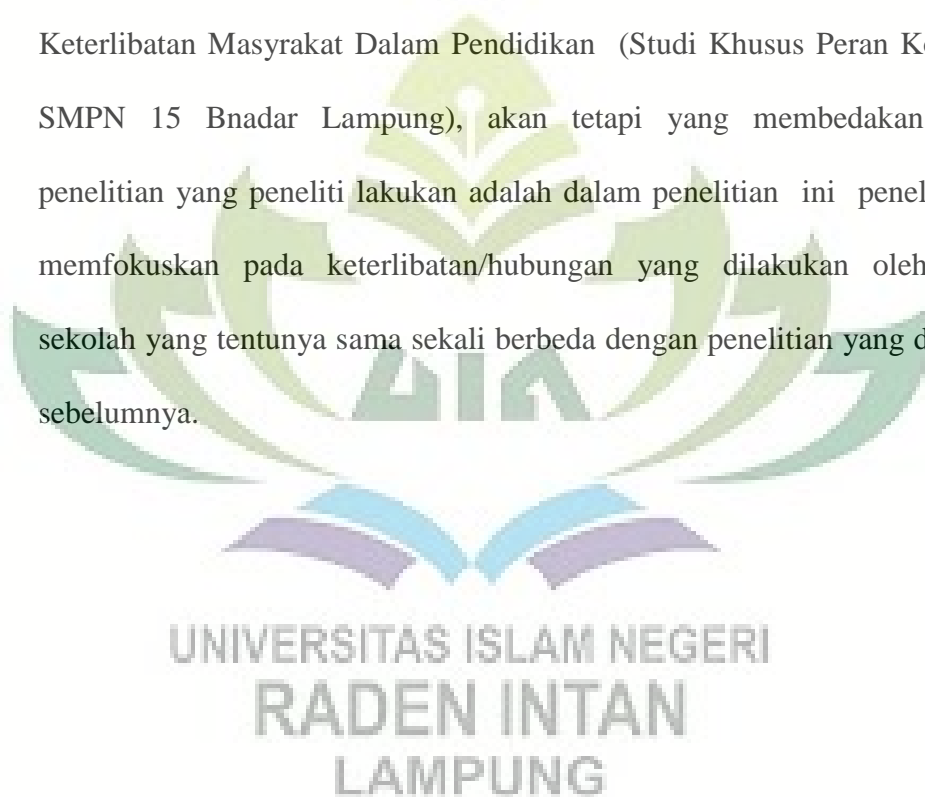 Keterlibatan Masyrakat Dalam Pendidikan (Studi Khusus Peran
SMPN 15 Bnadar Lampung), akan tetapi yang membedakan
penelitian yang peneliti lakukan adalah dalam penelitian ini
memfokuskan pada keterlibatan/hubungan yang dilakukan oleh
sekolah yang tentunya sama sekali berbeda dengan penelitian yang
sebelumnya.
UIN
UNIVERSITAS ISLAM NEGERI
RADEN INTAN
LAMPUNG